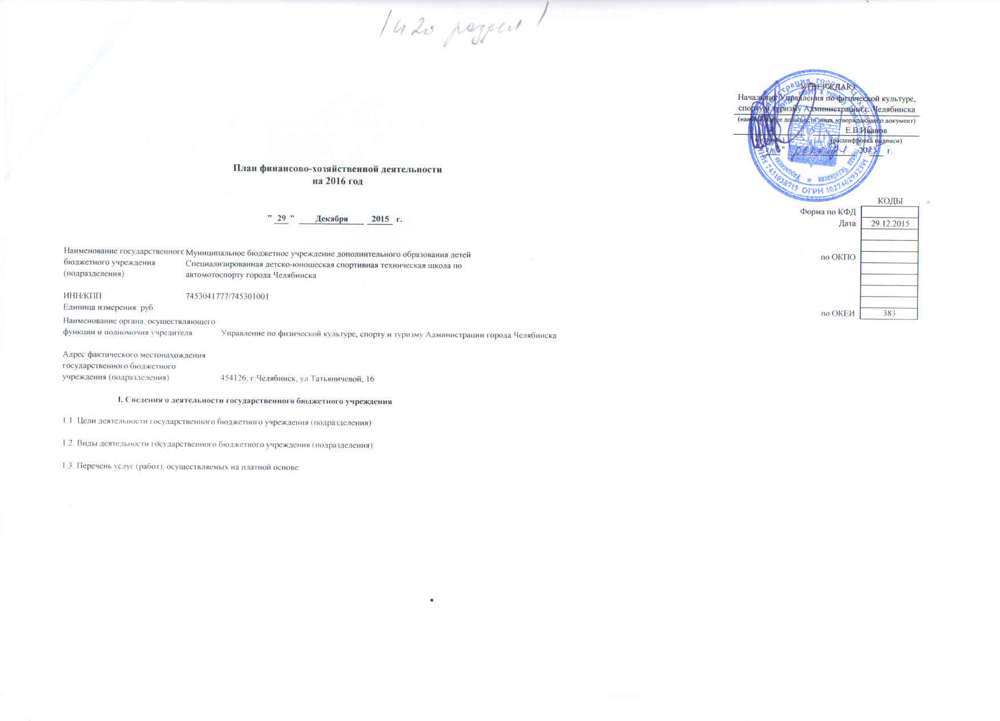 раздел
УТВЕРЖДАЮ
Начальник Управления по физической культуре,
спорту и туризму Администрации г. Челябинска
(наименование должности лица, утверждающего документ)
Е.В.Иванов
(подпись) (расшифровка подписи)
" декабря 2015 г.
ИНН 7451038915 ОГРН 1027402932391
План финансово-хозяйственной деятельности
на 2016 год
" 29 " Декабря 2015 г.
КОДЫ
Форма по КФД
Дата 29.12.2015
по ОКПО
по ОКЕИ 383
Наименование государственного
бюджетного учреждения
(подразделения)
Муниципальное бюджетное учреждение дополнительного образования детей
Специализированная детско-юношеская спортивная техническая школа по
автомотоспорту города Челябинска
ИНН/КПП 7453041777/745301001
Единица измерения: руб.
Наименование органа, осуществляющего
функции и полномочия учредителя Управление по физической культуре, спорту и туризму Администрации города Челябинска
Адрес фактического местонахождения
государственного бюджетного
учреждения (подразделения) 454126, г.Челябинск, ул Татьяничевой, 16
I. Сведения о деятельности государственного бюджетного учреждения
1.1. Цели деятельности государственного бюджетного учреждения (подразделения)
1.2. Виды деятельности государственного бюджетного учреждения (подразделения):
1.3. Перечень услуг (работ), осуществляемых на платной основе: